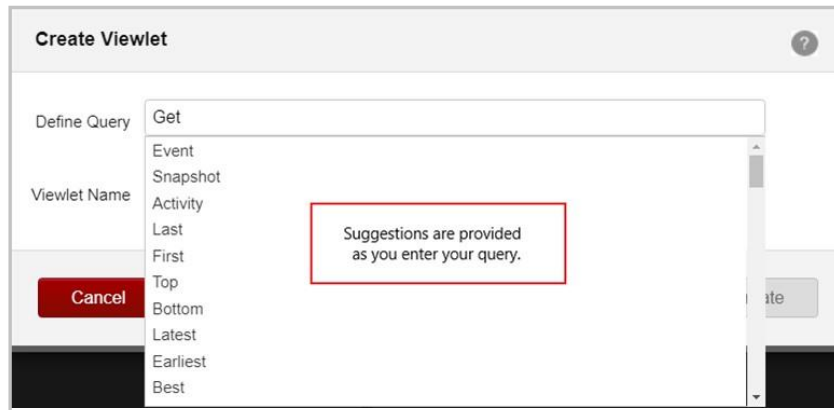 Create Viewlet
?
Define Query
Get
Event
Snapshot
Viewlet Name
Activity
Last
First
Top
Bottom
Latest
Earliest
Best
Suggestions are provided
as you enter your query.
Cancel
ate